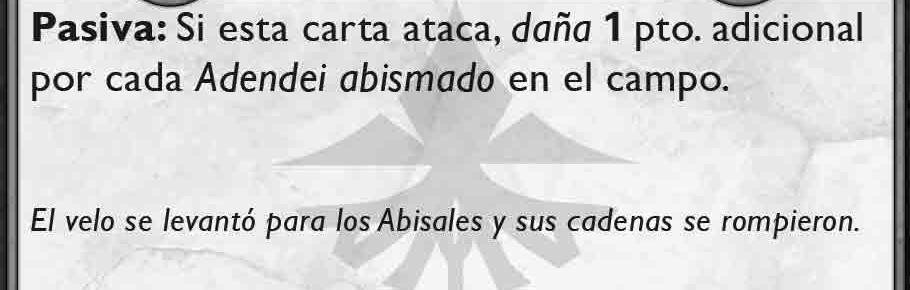 Pasiva: Si esta carta ataca, daña 1 pto. adicional
por cada Adendei abismado en el campo.
El velo se levantó para los Abisales y sus cadenas se rompieron.